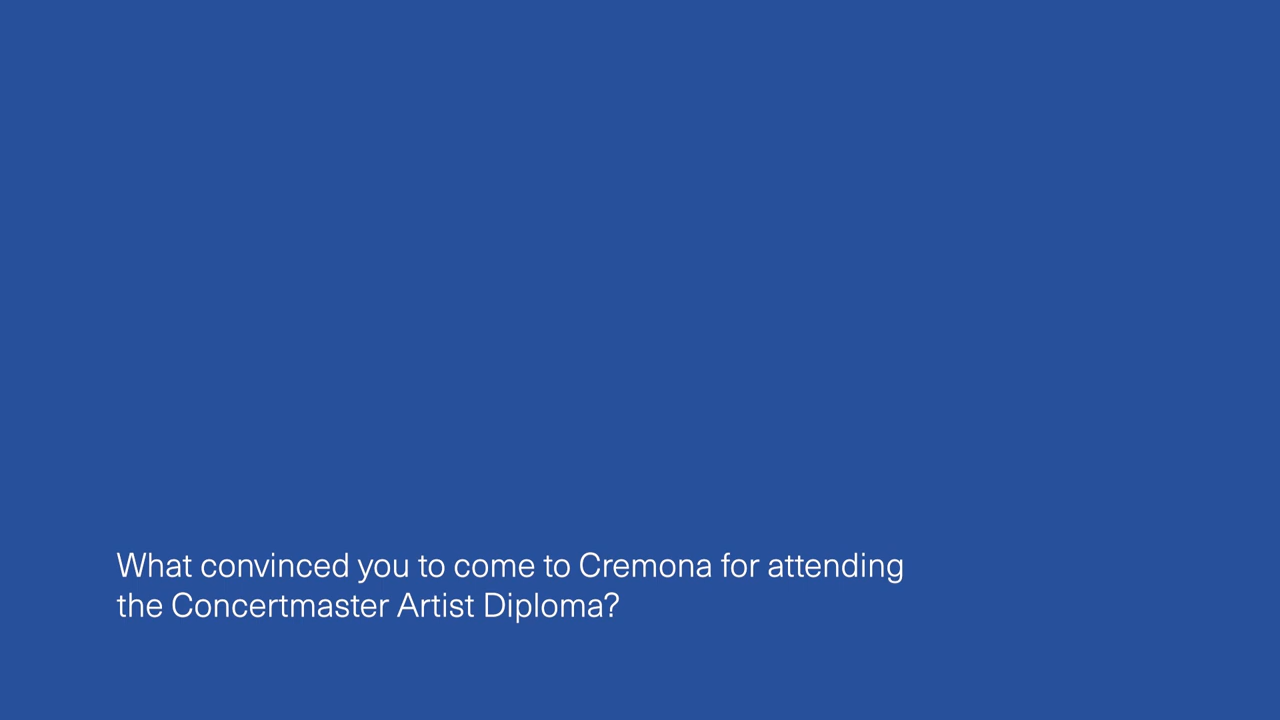 What convinced you to come to Cremona for attending
the Concertmaster Artist Diploma?